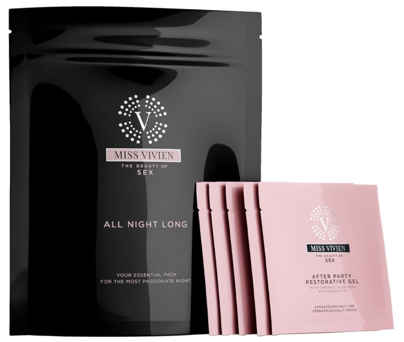 V
MISS VIVIEN
THE BEAUTY OF
SEX
ALL NIGHT LONG
YOUR ESSENTIAL PACK
FOR THE MOST PASSIONATE NIGHT
V
MISS VIVIEN
THE BEAUTY OF
SEX
AFTER PARTY
RESTORATIVE GEL
GYNECOLOGICALLY AND
DERMATOLOGICALLY TESTED